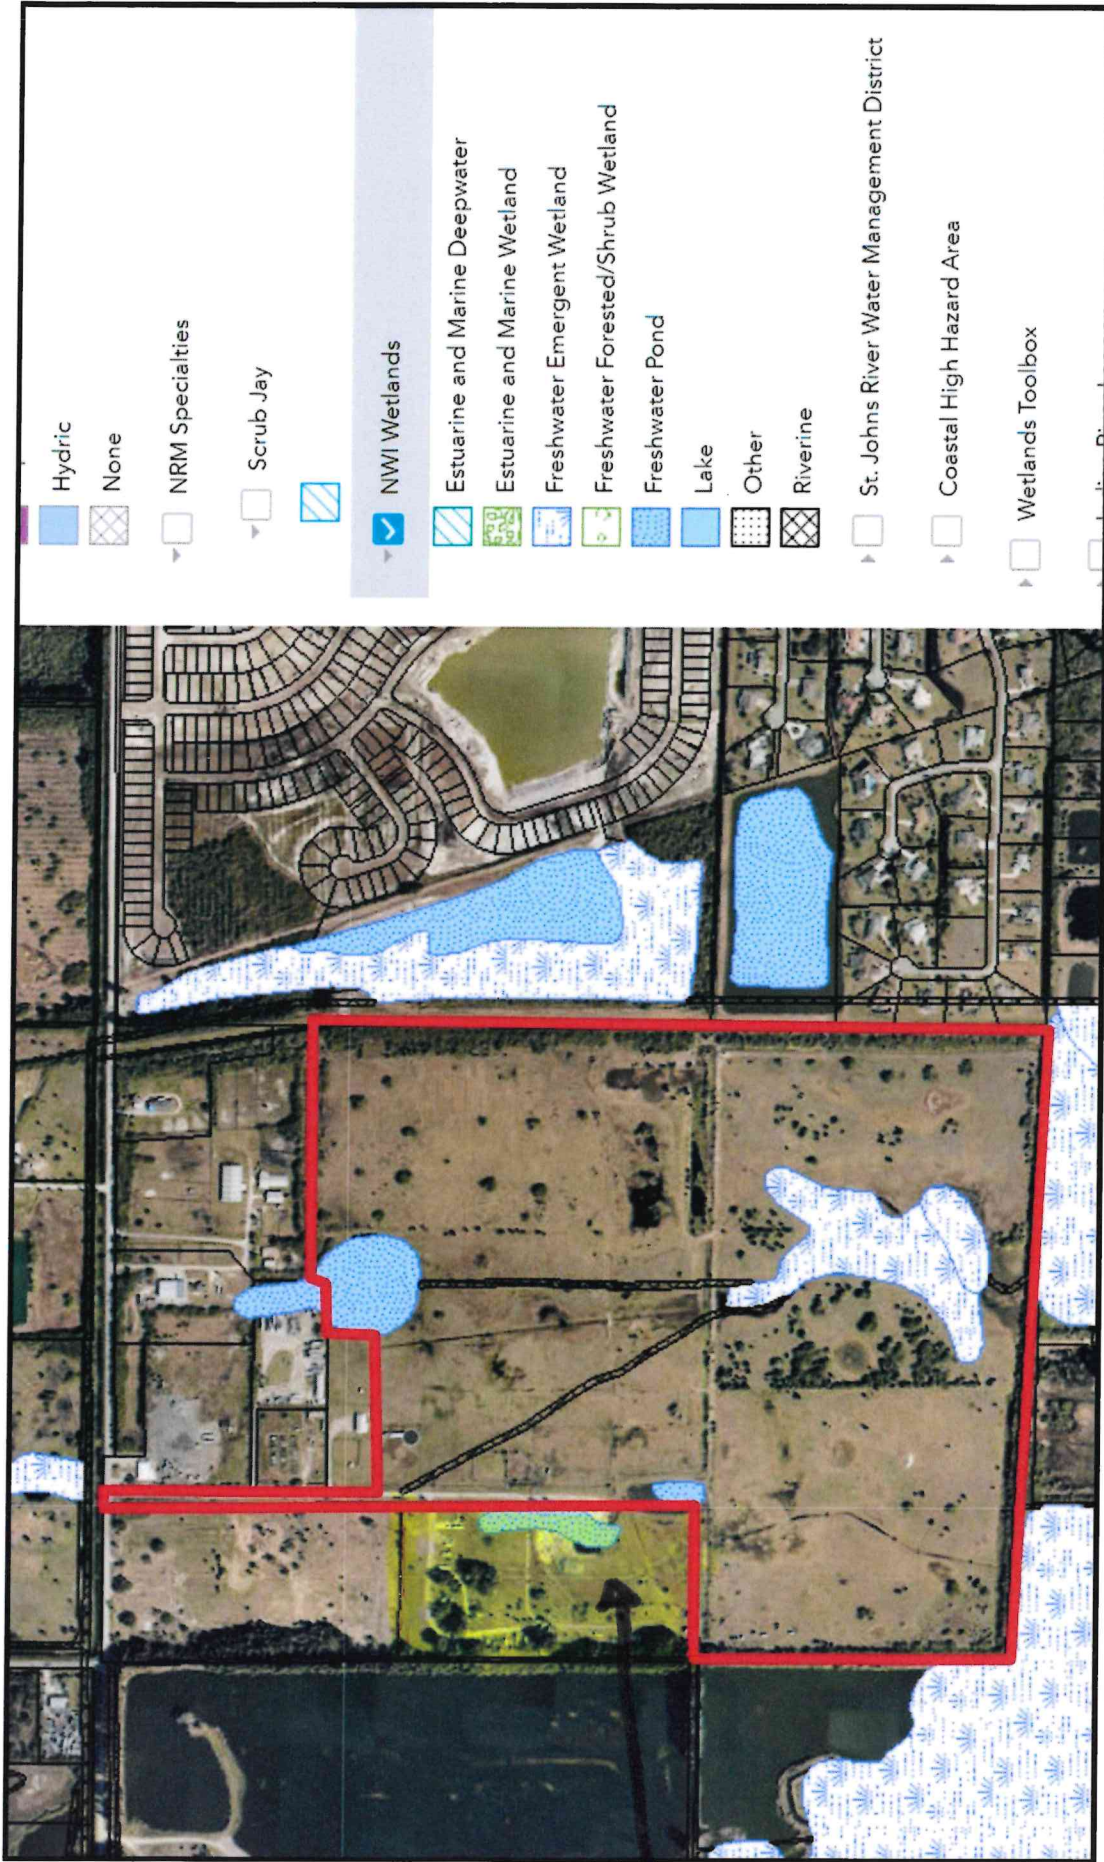 Hydric
None
NRM Specialties
Scrub Jay
NWI Wetlands
Estuarine and Marine Deepwater
Estuarine and Marine Wetland
Freshwater Emergent Wetland
Freshwater Forested/Shrub Wetland
Freshwater Pond
Lake
Other
Riverine
St. Johns River Water Management District
Coastal High Hazard Area
Wetlands Toolbox